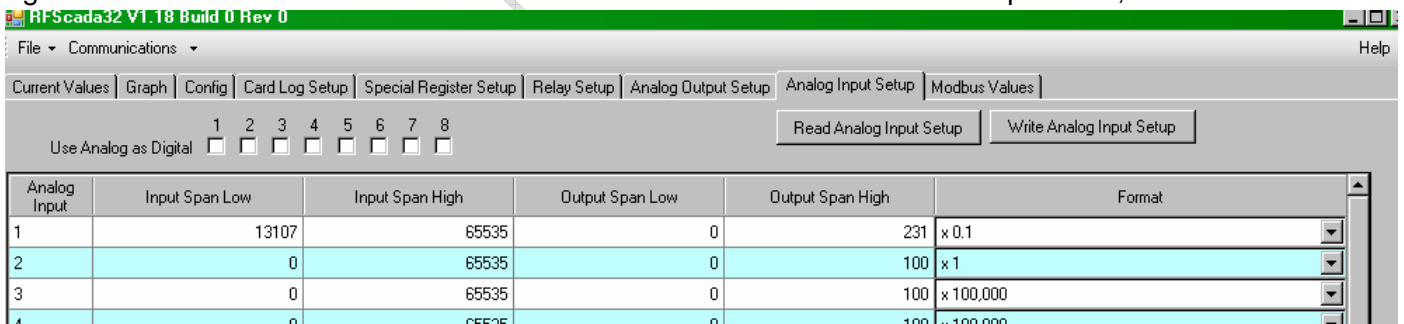 RFScada32 V1.18 Build 0 Rev 0
File Communications Help
Current Values Graph Config Card Log Setup Special Register Setup Relay Setup Analog Output Setup Analog Input Setup Modbus Values
1 2 3 4 5 6 7 8
Use Analog as Digital Read Analog Input Setup Write Analog Input Setup
Analog Input Input Span Low Input Span High Output Span Low Output Span High Format
1 13107 65535 0 231 x 0.1
2 0 65535 0 100 x 1
3 0 65535 0 100 x 100,000